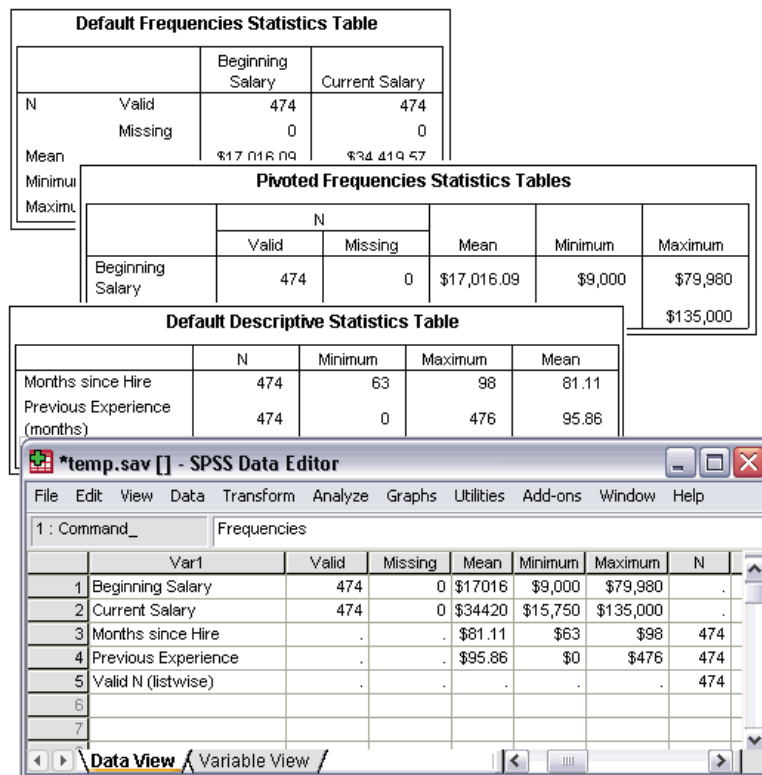 Default Frequencies Statistics Table
Beginning Salary Current Salary
N Valid 474 474
Missing 0 0
Mean $17,016.09 $34,419.57
Pivoted Frequencies Statistics Tables
N
Valid Missing Mean Minimum Maximum
Beginning Salary 474 0 $17,016.09 $9,000 $79,980
$135,000
Default Descriptive Statistics Table
N Minimum Maximum Mean
Months since Hire 474 63 98 81.11
Previous Experience (months) 474 0 476 95.86
*temp.sav [] - SPSS Data Editor
File Edit View Data Transform Analyze Graphs Utilities Add-ons Window Help
1 : Command_ Frequencies
Var1 Valid Missing Mean Minimum Maximum N
1 Beginning Salary 474 0 $17016 $9,000 $79,980 .
2 Current Salary 474 0 $34420 $15,750 $135,000 .
3 Months since Hire . . $81.11 $63 $98 474
4 Previous Experience . . $95.86 $0 $476 474
5 Valid N (listwise) . . . . . 474
6
7
Data View Variable View